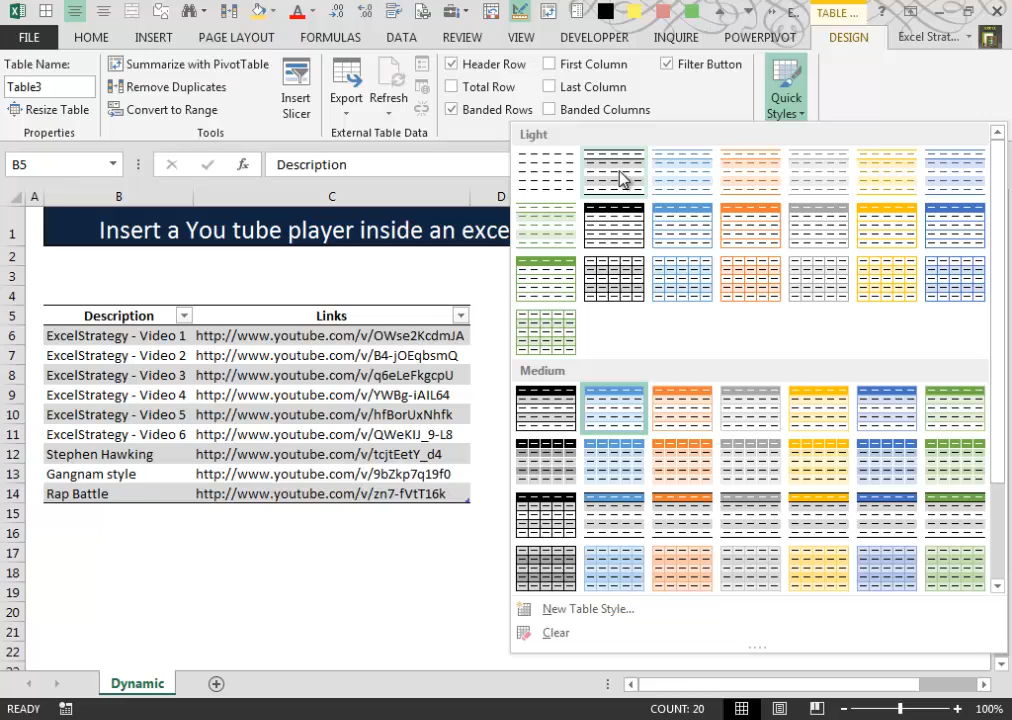 TABLE ...
FILE HOME INSERT PAGE LAYOUT FORMULAS DATA REVIEW VIEW DEVELOPER INQUIRE POWERPIVOT DESIGN Excel Strat...
Table Name:
Table3
Resize Table
Properties
Summarize with PivotTable
Remove Duplicates
Convert to Range
Tools
Insert
Slicer
Export Refresh
External Table Data
Header Row First Column Filter Button
Total Row Last Column
Banded Rows Banded Columns
Quick
Styles
B5 fx Description
Light
A B C D
1 Insert a You tube player inside an exce
2
3
4
5 Description Links
6 ExcelStrategy - Video 1 http://www.youtube.com/v/OWse2KcdmJA
7 ExcelStrategy - Video 2 http://www.youtube.com/v/B4-jOEqbsmQ
8 ExcelStrategy - Video 3 http://www.youtube.com/v/q6eLeFkgcpU
9 ExcelStrategy - Video 4 http://www.youtube.com/v/YWBg-iAIL64
10 ExcelStrategy - Video 5 http://www.youtube.com/v/hfBorUxNhfk
11 ExcelStrategy - Video 6 http://www.youtube.com/v/QWeKIJ_9-L8
12 Stephen Hawking http://www.youtube.com/v/tcjtEetY_d4
13 Gangnam style http://www.youtube.com/v/9bZkp7q19f0
14 Rap Battle http://www.youtube.com/v/zn7-fVtT16k
15
16
17
18
19
20
21
22
Medium
New Table Style...
Clear
Dynamic
READY COUNT: 20 100%